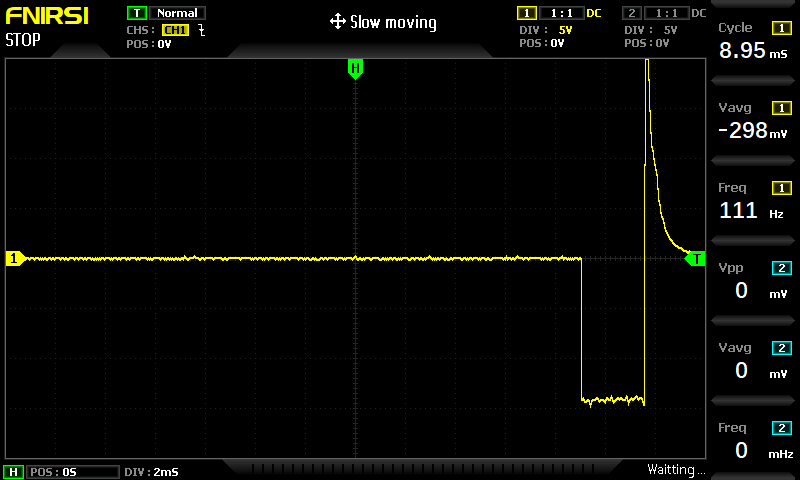 FNIRSI
STOP
T Normal
CHS: CH1
POS: 0V
Slow moving
1 1:1 DC
DIV: 5V
POS: 0V
2 1:1 DC
DIV: 5V
POS: 0V
H
1
T
Cycle 1
8.95 mS
Vavg 1
-298 mV
Freq 1
111 Hz
Vpp 2
0 mV
Vavg 2
0 mV
Freq 2
0 mHz
H POS: 0S DIV: 2mS
Waitting...